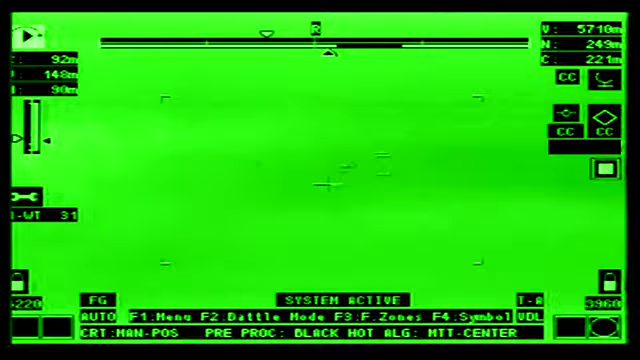 R
V: 5710m
N: 249m
C: 221m
92m
148m
90m
CC
CC
CC
-WT 31
220
3960
FG
SYSTEM ACTIVE
T-A
AUTO F1:Menu F2:Battle Mode F3:F.Zones F4:Symbol VDL
CRT:MAN-POS PRE PROC: BLACK HOT ALG: MTT-CENTER